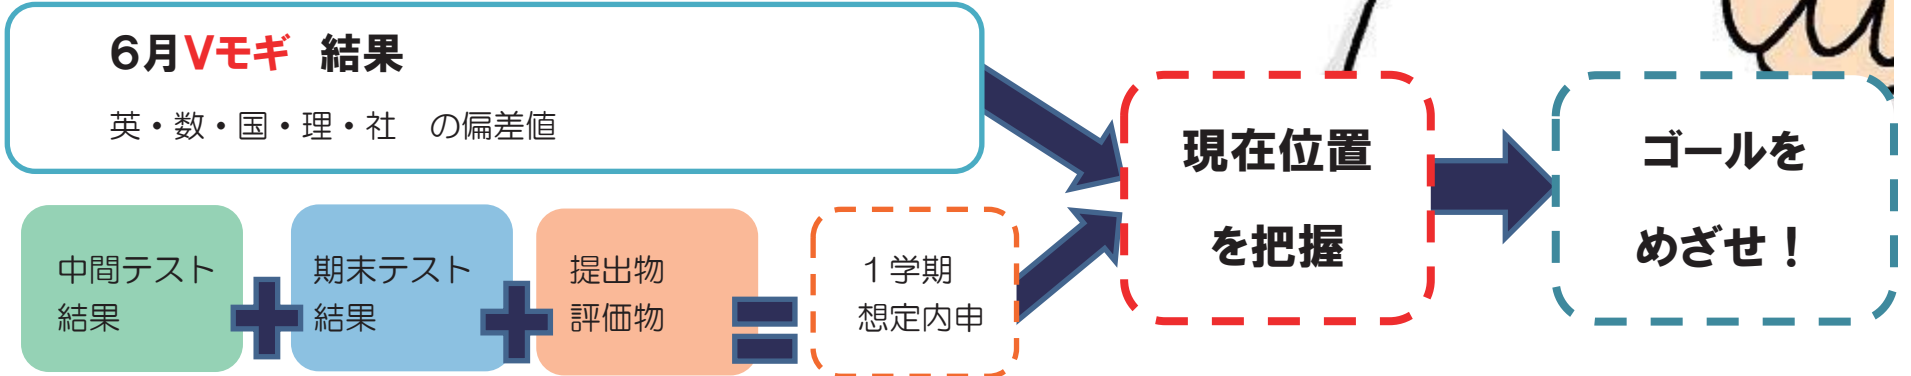 6月Vモギ 結果
英・数・国・理・社 の偏差値
中間テスト
結果
期末テスト
結果
提出物
評価物
1学期
想定内申
現在位置
を把握
ゴールを
めざせ！